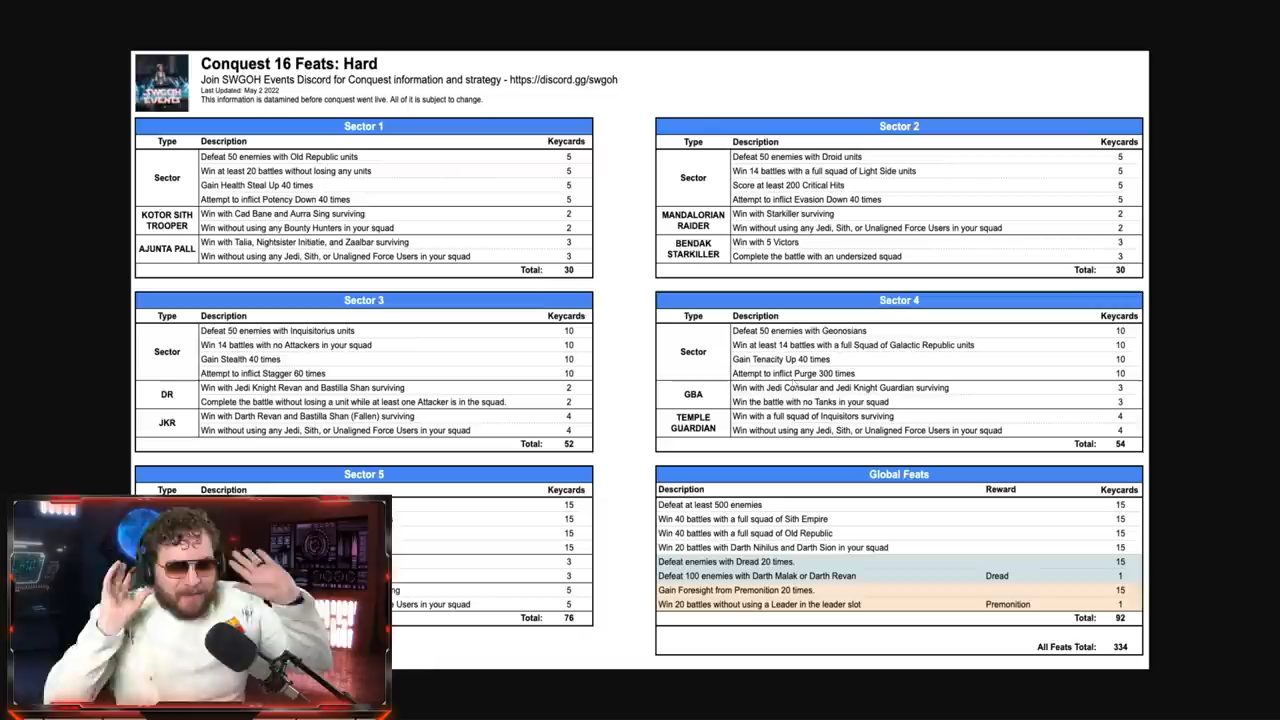 Conquest 16 Feats: Hard
Join SWGOH Events Discord for Conquest information and strategy - https://discord.gg/swgoh
Last Updated: May 2 2022
This information is datamined before conquest went live. All of it is subject to change.
SWGOH
EVENTS
Sector 1
Type Description Keycards
Sector
Defeat 50 enemies with Old Republic units 5
Win at least 20 battles without losing any units 5
Gain Health Steal Up 40 times 5
Attempt to inflict Potency Down 40 times 5
KOTOR SITH TROOPER
Win with Cad Bane and Aurra Sing surviving 2
Win without using any Bounty Hunters in your squad 2
AJUNTA PALL
Win with Talia, Nightsister Initiatie, and Zaalbar surviving 3
Win without using any Jedi, Sith, or Unaligned Force Users in your squad 3
Total: 30
Sector 2
Type Description Keycards
Sector
Defeat 50 enemies with Droid units 5
Win 14 battles with a full squad of Light Side units 5
Score at least 200 Critical Hits 5
Attempt to inflict Evasion Down 40 times 5
MANDALORIAN RAIDER
Win with Starkiller surviving 2
Win without using any Jedi, Sith, or Unaligned Force Users in your squad 2
BENDAK STARKILLER
Win with 5 Victors 3
Complete the battle with an undersized squad 3
Total: 30
Sector 3
Type Description Keycards
Sector
Defeat 50 enemies with Inquisitorius units 10
Win 14 battles with no Attackers in your squad 10
Gain Stealth 40 times 10
Attempt to inflict Stagger 60 times 10
DR
Win with Jedi Knight Revan and Bastilla Shan surviving 2
Complete the battle without losing a unit while at least one Attacker is in the squad. 2
JKR
Win with Darth Revan and Bastilla Shan (Fallen) surviving 4
Win without using any Jedi, Sith, or Unaligned Force Users in your squad 4
Total: 52
Sector 4
Type Description Keycards
Sector
Defeat 50 enemies with Geonosians 10
Win at least 14 battles with a full Squad of Galactic Republic units 10
Gain Tenacity Up 40 times 10
Attempt to inflict Purge 300 times 10
GBA
Win with Jedi Consular and Jedi Knight Guardian surviving 3
Win the battle with no Tanks in your squad 3
TEMPLE GUARDIAN
Win with a full squad of Inquisitors surviving 4
Win without using any Jedi, Sith, or Unaligned Force Users in your squad 4
Total: 54
Sector 5
Type Description Keycards
15
15
15
15
3
3
ng 5
Users in your squad 5
Total: 76
Global Feats
Description Reward Keycards
Defeat at least 500 enemies 15
Win 40 battles with a full squad of Sith Empire 15
Win 40 battles with a full squad of Old Republic 15
Win 20 battles with Darth Nihilus and Darth Sion in your squad 15
Defeat enemies with Dread 20 times. 15
Defeat 100 enemies with Darth Malak or Darth Revan Dread 1
Gain Foresight from Premonition 20 times. 15
Win 20 battles without using a Leader in the leader slot Premonition 1
Total: 92
All Feats Total: 334